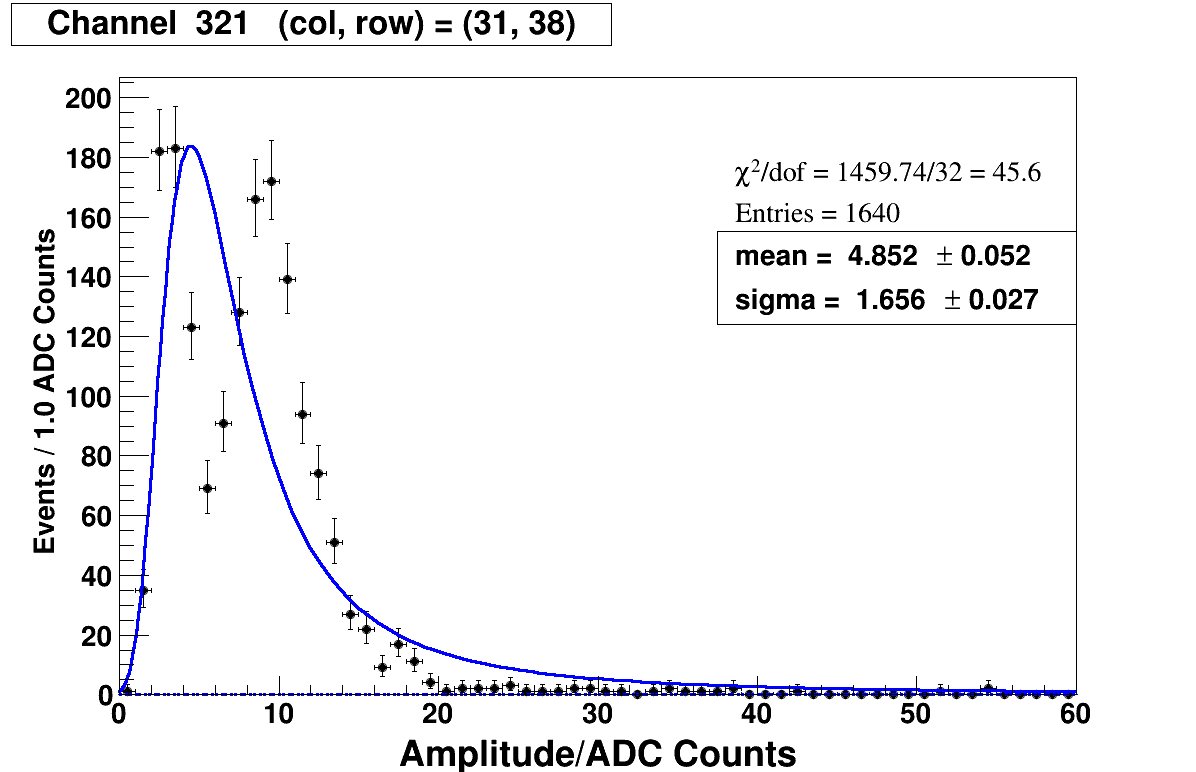 Channel 321 (col, row) = (31, 38)
χ²/dof = 1459.74/32 = 45.6
Entries = 1640
mean = 4.852 ± 0.052
sigma = 1.656 ± 0.027
Events / 1.0 ADC Counts
200
180
160
140
120
100
80
60
40
20
0
0 10 20 30 40 50 60
Amplitude/ADC Counts